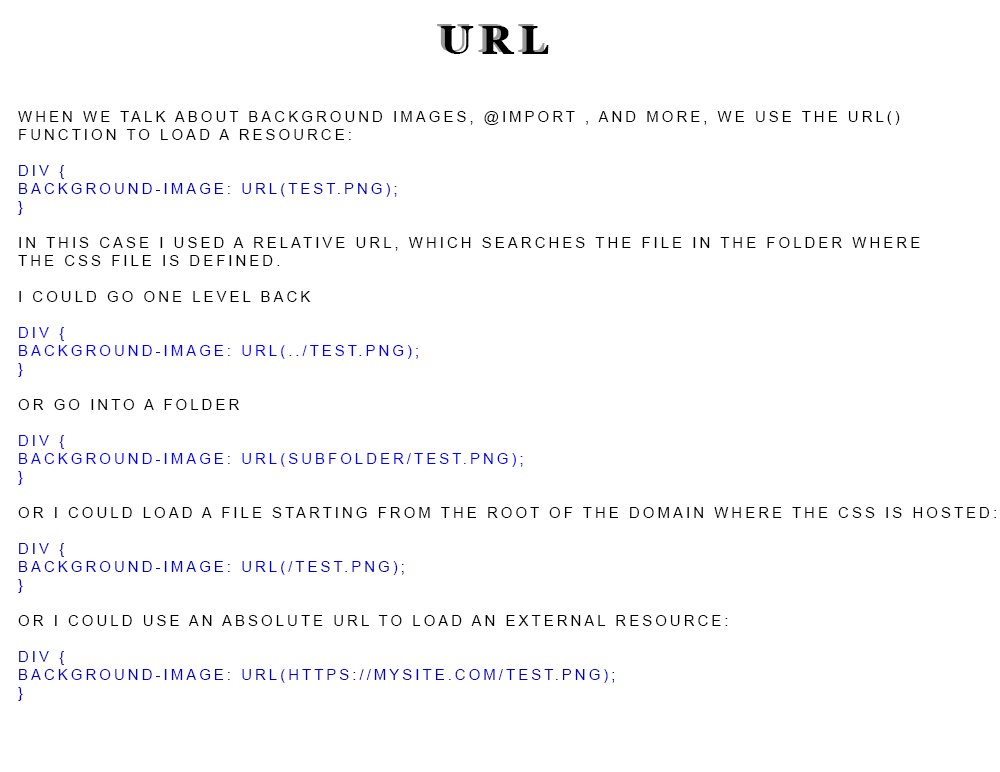 URL
WHEN WE TALK ABOUT BACKGROUND IMAGES, @IMPORT , AND MORE, WE USE THE URL()
FUNCTION TO LOAD A RESOURCE:
DIV {
BACKGROUND-IMAGE: URL(TEST.PNG);
}
IN THIS CASE I USED A RELATIVE URL, WHICH SEARCHES THE FILE IN THE FOLDER WHERE
THE CSS FILE IS DEFINED.
I COULD GO ONE LEVEL BACK
DIV {
BACKGROUND-IMAGE: URL(../TEST.PNG);
}
OR GO INTO A FOLDER
DIV {
BACKGROUND-IMAGE: URL(SUBFOLDER/TEST.PNG);
}
OR I COULD LOAD A FILE STARTING FROM THE ROOT OF THE DOMAIN WHERE THE CSS IS HOSTED:
DIV {
BACKGROUND-IMAGE: URL(/TEST.PNG);
}
OR I COULD USE AN ABSOLUTE URL TO LOAD AN EXTERNAL RESOURCE:
DIV {
BACKGROUND-IMAGE: URL(HTTPS://MYSITE.COM/TEST.PNG);
}